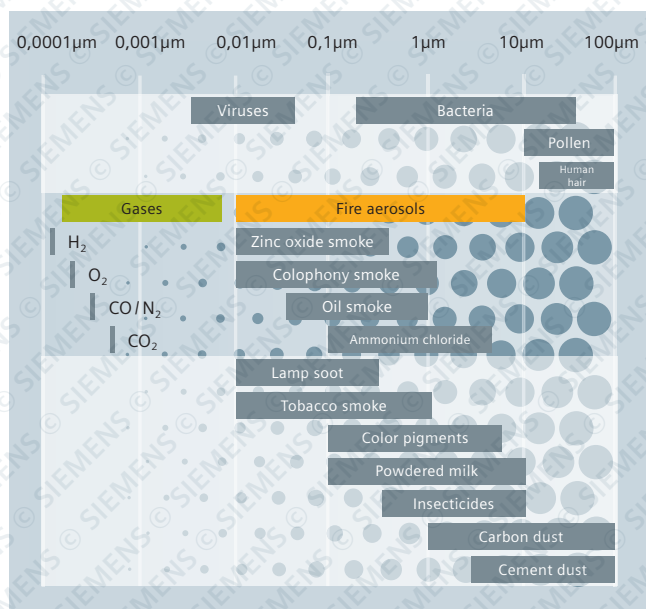 0,0001µm 0,001µm 0,01µm 0,1µm 1µm 10µm 100µm
Viruses Bacteria
Pollen
Human
hair
Gases Fire aerosols
H₂ Zinc oxide smoke
O₂ Colophony smoke
CO/N₂ Oil smoke
CO₂ Ammonium chloride
Lamp soot
Tobacco smoke
Color pigments
Powdered milk
Insecticides
Carbon dust
Cement dust
SIEMENS ©